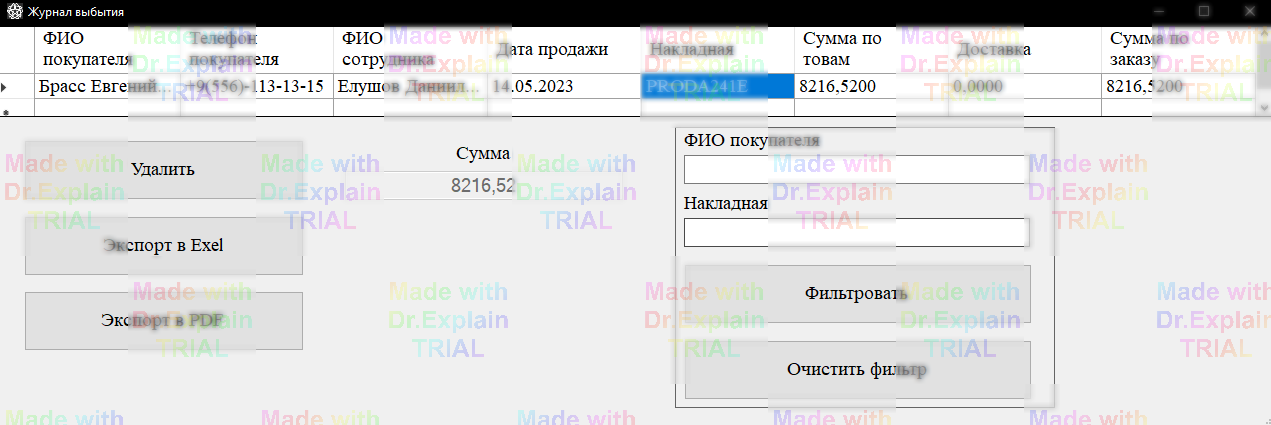 Журнал выбытия
ФИО покупателя
Телефон покупателя
ФИО сотрудника
Дата продажи
Накладная
Сумма по товам
Доставка
Сумма по заказу
Брасс Евгений...
+9(556)-113-13-15
Елушов Даниил...
14.05.2023
PRODA241E
8216,5200
0.0000
8216,5200
Удалить
Сумма
8216,52
ФИО покупателя
Экспорт в Exel
Накладная
Экспорт в PDF
Фильтровать
Очистить фильтр
Made with
Dr.Explain
TRIAL